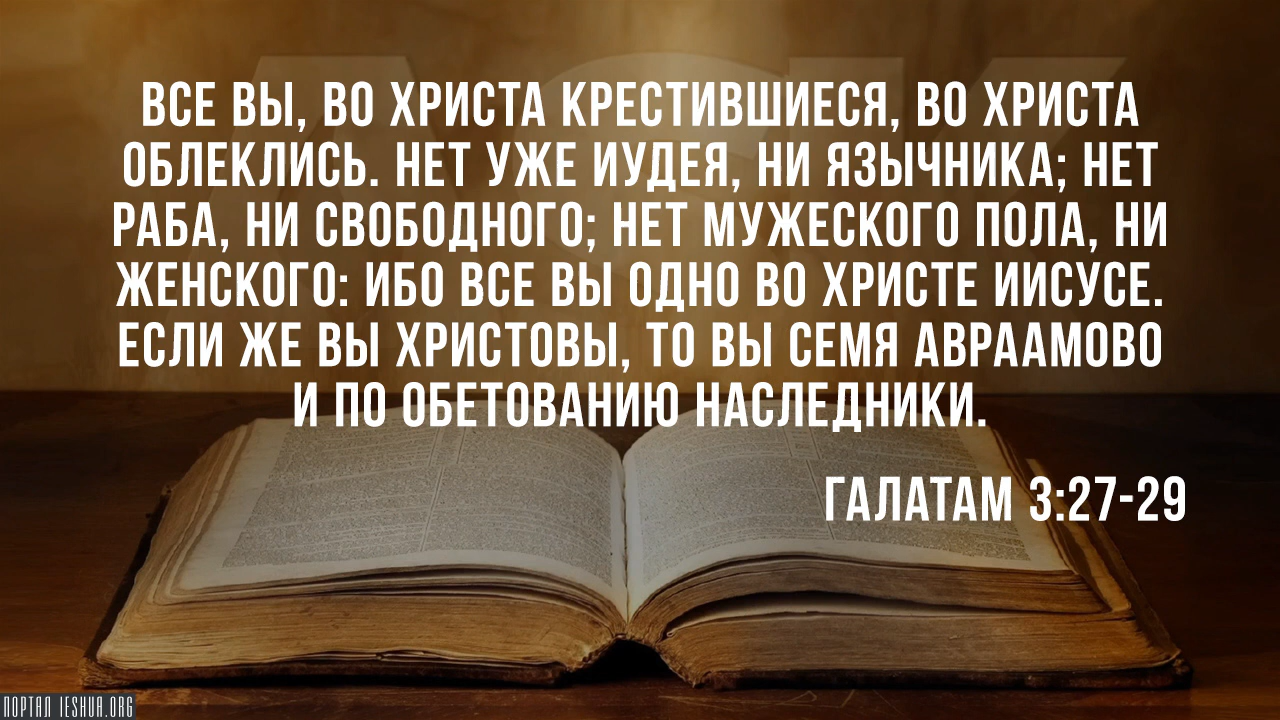 ВСЕ ВЫ, ВО ХРИСТА КРЕСТИВШИЕСЯ, ВО ХРИСТА
ОБЛЕКЛИСЬ. НЕТ УЖЕ ИУДЕЯ, НИ ЯЗЫЧНИКА; НЕТ
РАБА, НИ СВОБОДНОГО; НЕТ МУЖЕСКОГО ПОЛА, НИ
ЖЕНСКОГО: ИБО ВСЕ ВЫ ОДНО ВО ХРИСТЕ ИИСУСЕ.
ЕСЛИ ЖЕ ВЫ ХРИСТОВЫ, ТО ВЫ СЕМЯ АВРААМОВО
И ПО ОБЕТОВАНИЮ НАСЛЕДНИКИ.
ГАЛАТАМ 3:27-29
ПОРТАЛ IESHUA.ORG